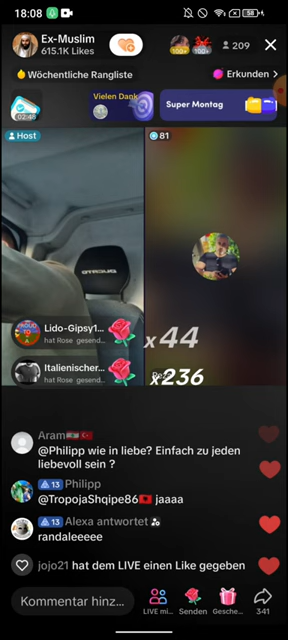 18:08
58
Ex-Muslim
615.1K Likes
100+
100+
209
Wöchentliche Rangliste
Erkunden >
02:48
Vielen Dank
Super Montag
Host
81
Lido-Gipsy1...
hat Rose gesend...
x44
Italienischer...
hat Rose gesend...
x236
Aram
@Philipp wie in liebe? Einfach zu jeden
liebevoll sein ?
13 Philipp
@TropojaShqipe86🇦🇱 jaaaa
13 Alexa antwortet
randaleeeee
jojo21 hat dem LIVE einen Like gegeben
Kommentar hinz...
LIVE mi...
Senden
Gesche...
341